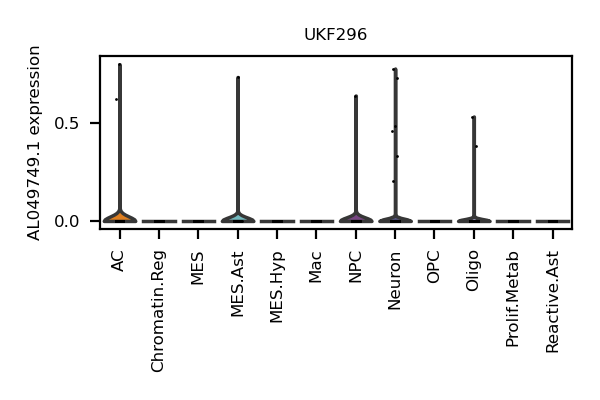 UKF296
AL049749.1 expression
0.5
0.0
AC
Chromatin.Reg
MES
MES.Ast
MES.Hyp
Mac
NPC
Neuron
OPC
Oligo
Prolif.Metab
Reactive.Ast